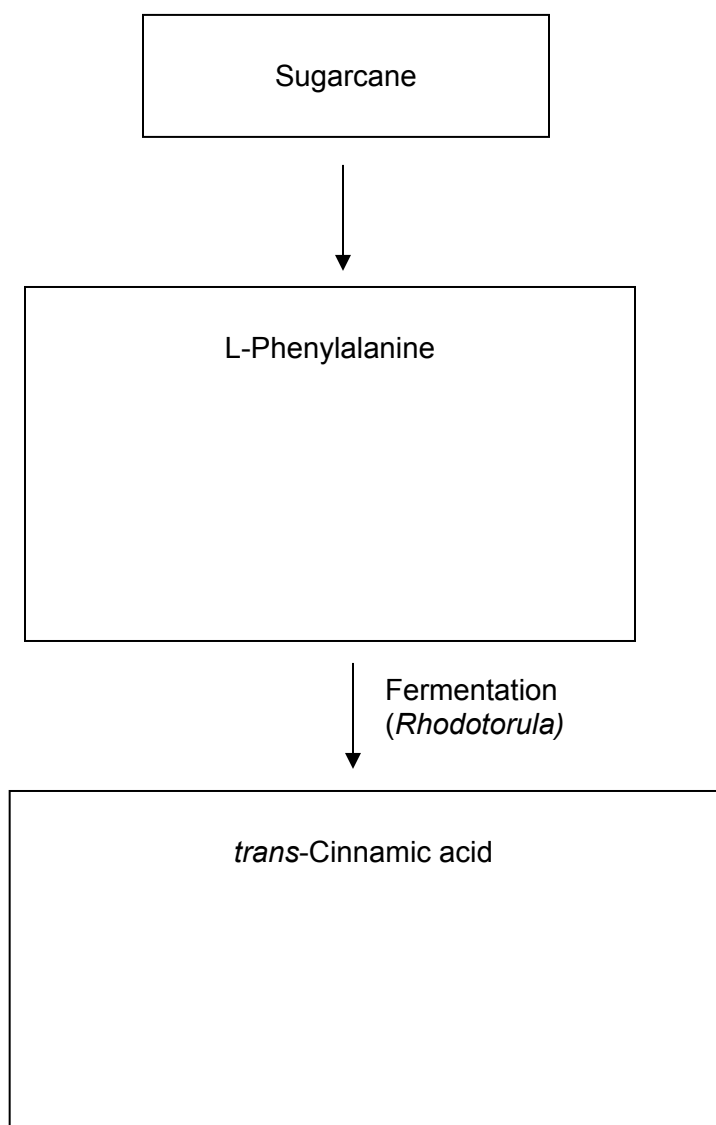 Sugarcane
L-Phenylalanine
Fermentation
(Rhodotorula)
trans-Cinnamic acid